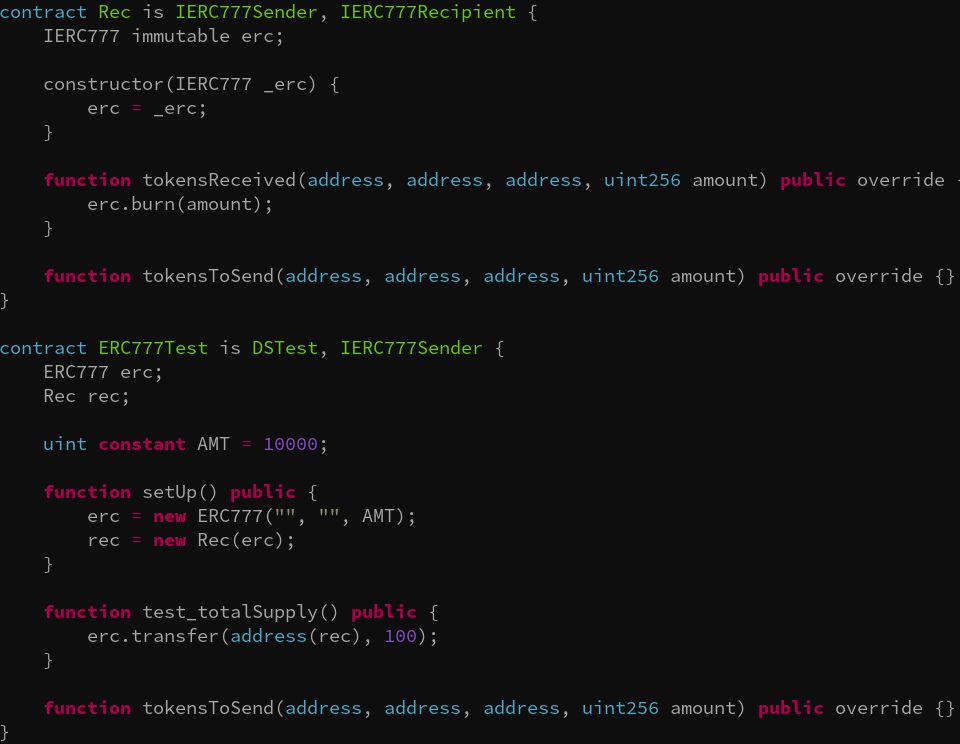 contract Rec is IERC777Sender, IERC777Recipient {
    IERC777 immutable erc;

    constructor(IERC777 _erc) {
        erc = _erc;
    }

    function tokensReceived(address, address, address, uint256 amount) public override {
        erc.burn(amount);
    }

    function tokensToSend(address, address, address, uint256 amount) public override {}
}

contract ERC777Test is DSTest, IERC777Sender {
    ERC777 erc;
    Rec rec;

    uint constant AMT = 10000;

    function setUp() public {
        erc = new ERC777("", "", AMT);
        rec = new Rec(erc);
    }

    function test_totalSupply() public {
        erc.transfer(address(rec), 100);
    }

    function tokensToSend(address, address, address, uint256 amount) public override {}
}